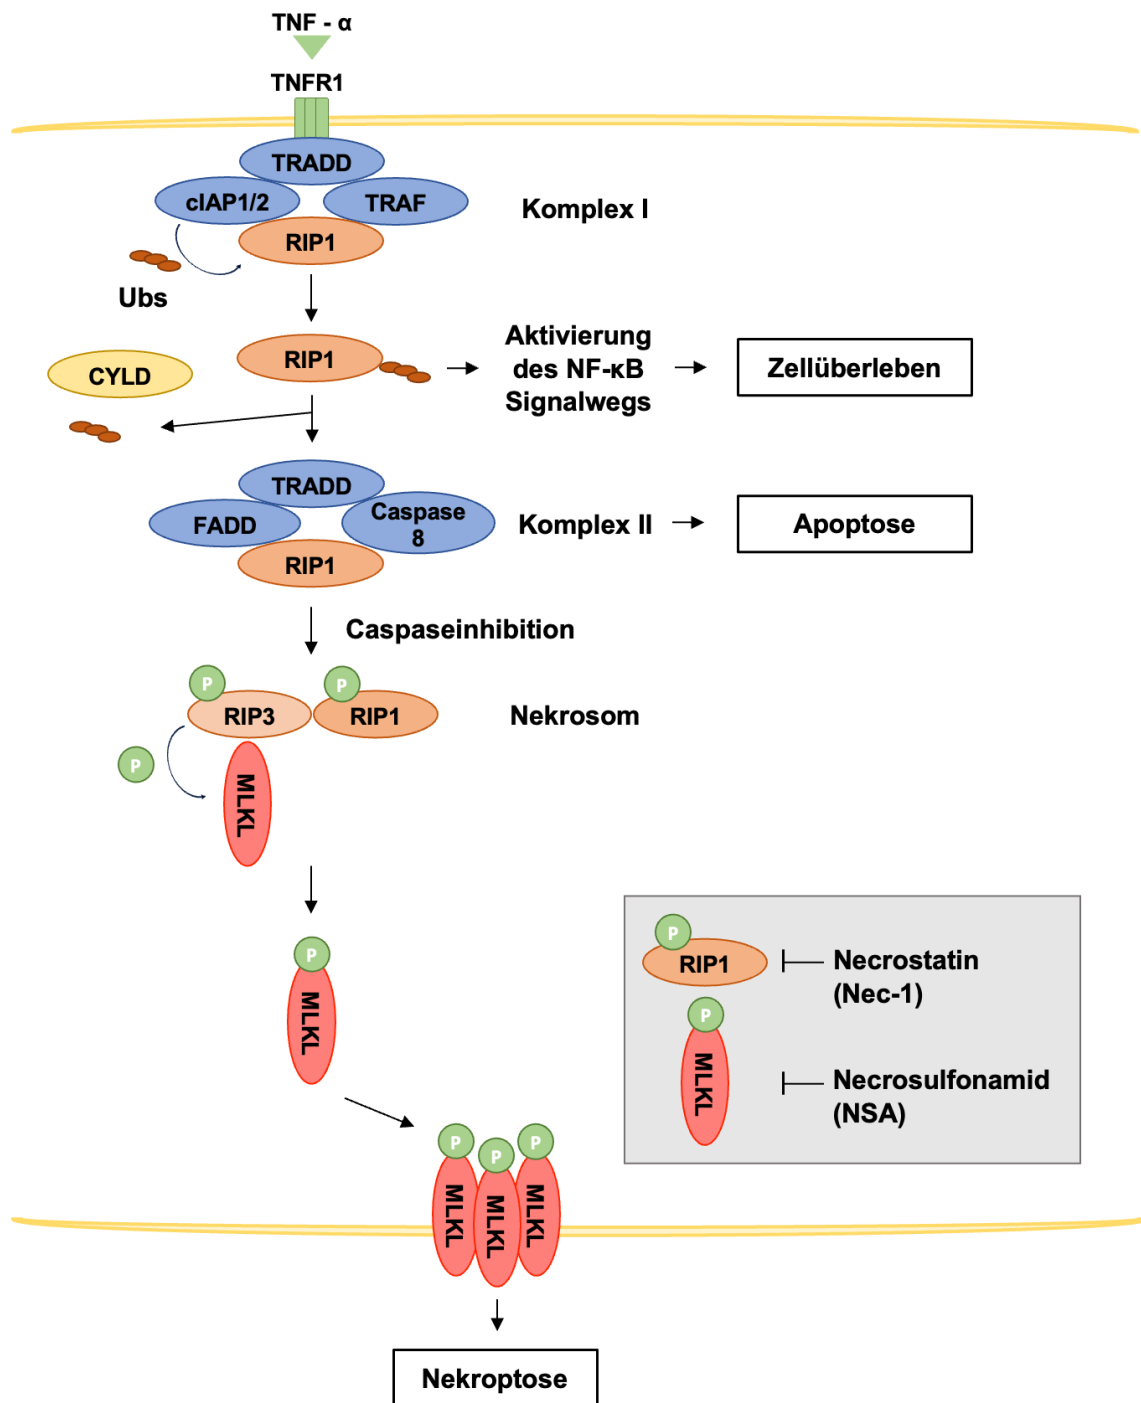 TNF - α
TNFR1
TRADD
cIAP1/2
TRAF
Komplex I
RIP1
Ubs
RIP1
Aktivierung
des NF-κB
Signalwegs
Zellüberleben
CYLD
TRADD
FADD
Caspase
8
Komplex II
Apoptose
RIP1
Caspaseinhibition
P
P
RIP3
RIP1
Nekrosom
P
MLKL
P
MLKL
P
RIP1
Necrostatin
(Nec-1)
P
MLKL
Necrosulfonamid
(NSA)
P
P
P
MLKL
MLKL
MLKL
Nekroptose